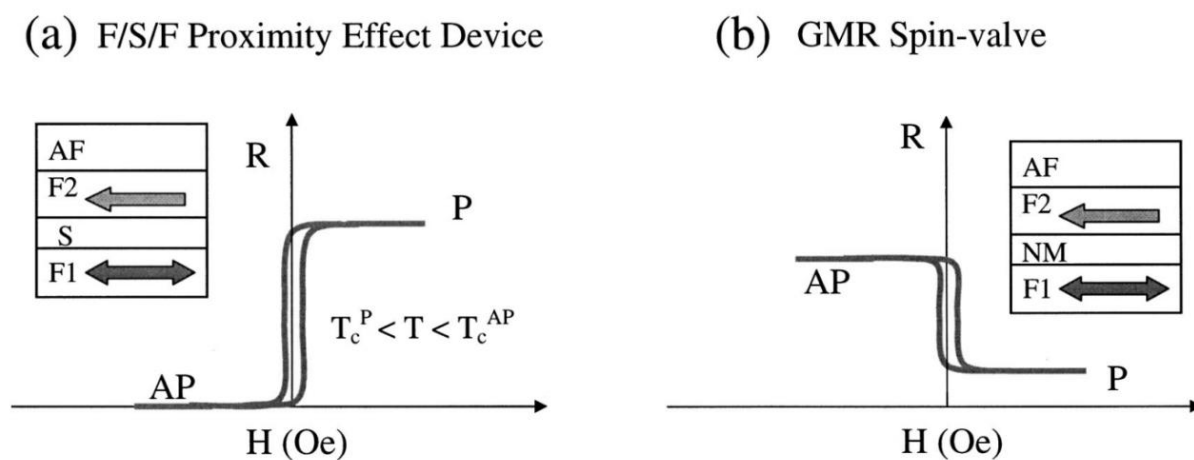 (a) F/S/F Proximity Effect Device
AF
F2
S
F1
R
P
T_c^P < T < T_c^AP
AP
H (Oe)
(b) GMR Spin-valve
R
AF
F2
NM
F1
AP
P
H (Oe)